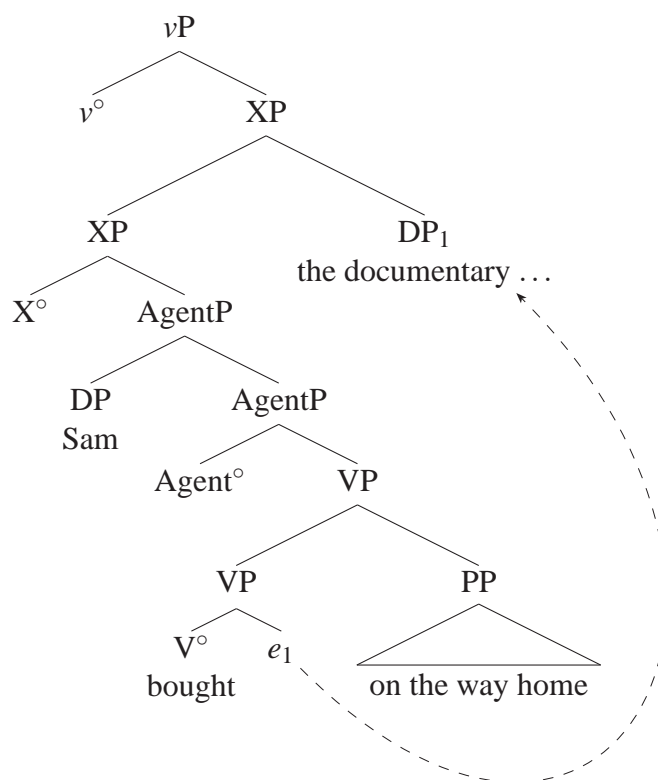 vP
v° XP
XP DP₁
the documentary …
X° AgentP
DP AgentP
Sam
Agent° VP
VP PP
V° e₁
bought on the way home